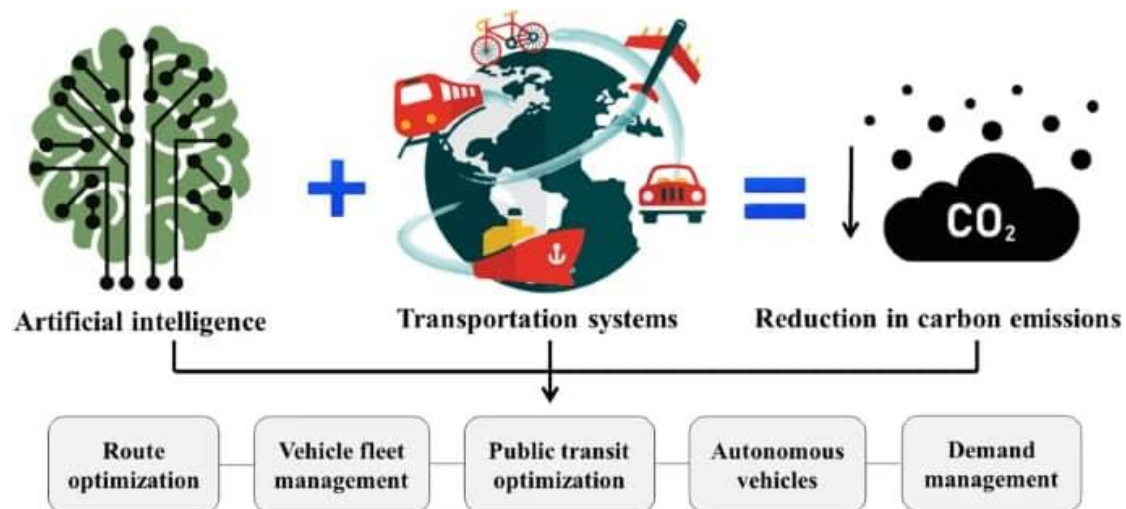 CO₂
Artificial intelligence
Transportation systems
Reduction in carbon emissions
Route
optimization
Vehicle fleet
management
Public transit
optimization
Autonomous
vehicles
Demand
management